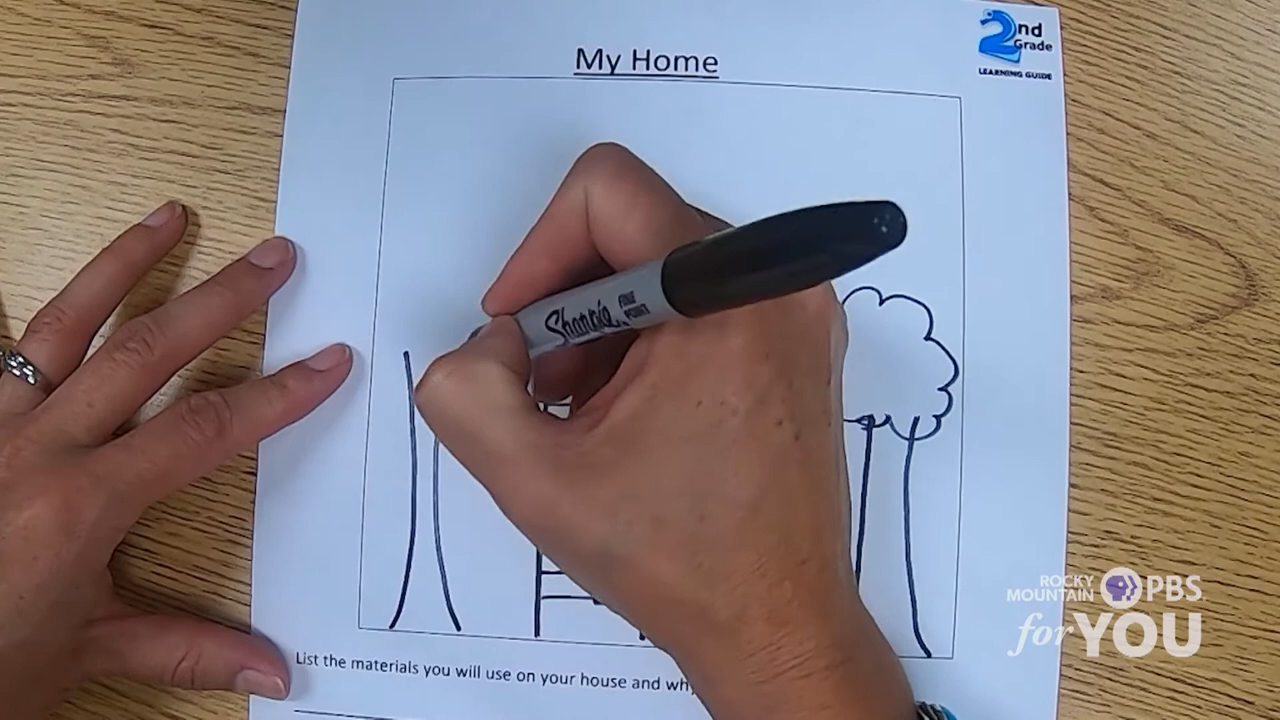 2nd
Grade
LEARNING GUIDE
My Home
Sharpie
FINE
POINT
ROCKY
MOUNTAIN PBS
for YOU
List the materials you will use on your house and why